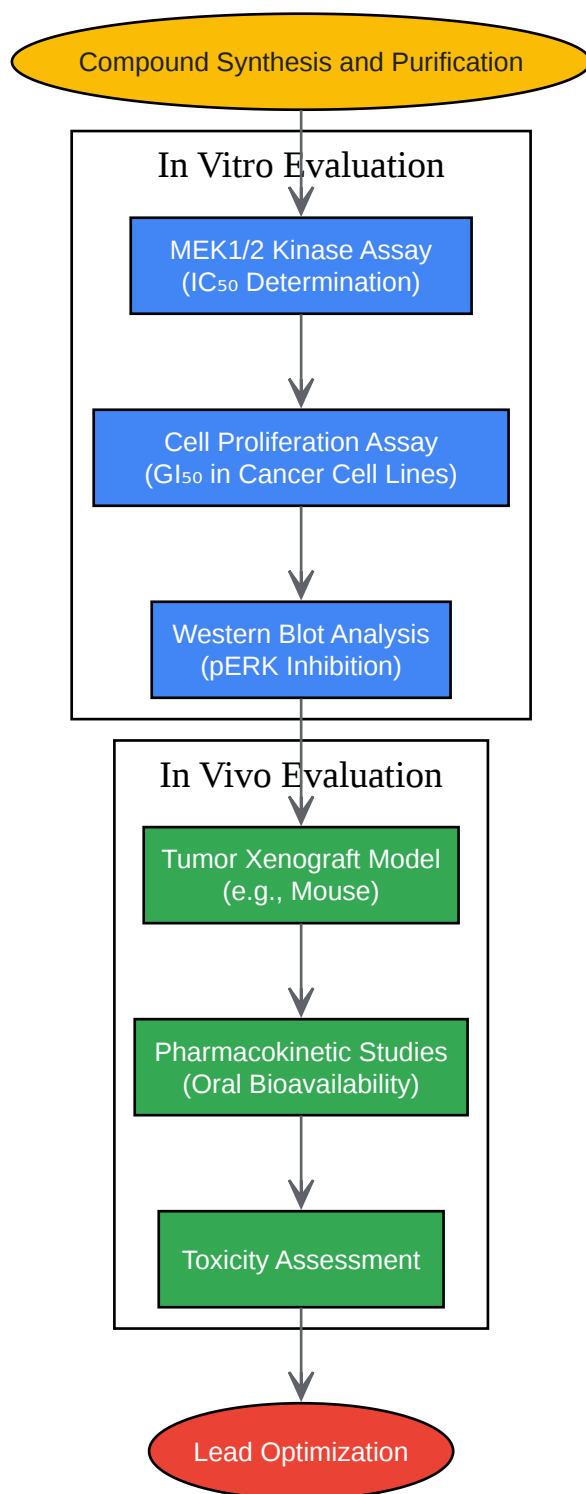 Compound Synthesis and Purification
In Vitro Evaluation
MEK1/2 Kinase Assay
(IC₅₀ Determination)
Cell Proliferation Assay
(GI₅₀ in Cancer Cell Lines)
Western Blot Analysis
(pERK Inhibition)
In Vivo Evaluation
Tumor Xenograft Model
(e.g., Mouse)
Pharmacokinetic Studies
(Oral Bioavailability)
Toxicity Assessment
Lead Optimization